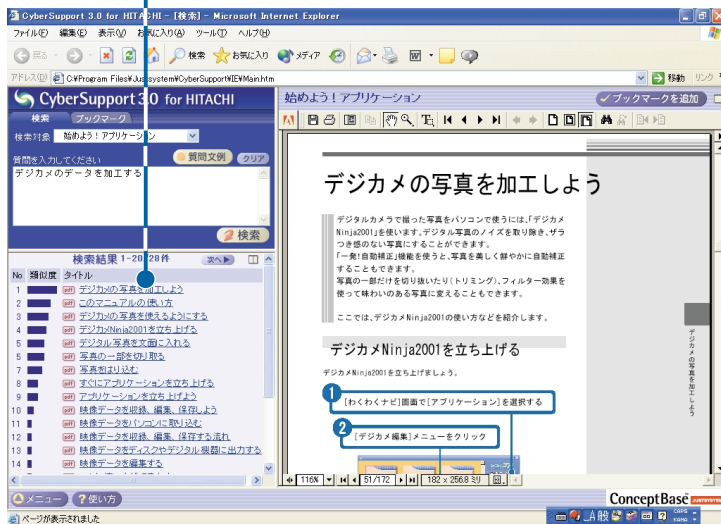 CyberSupport 3.0 for HITACHI - [検索] - Microsoft Internet Explorer
ファイル(F) 編集(E) 表示(V) お気に入り(A) ツール(T) ヘルプ(H)
戻る 検索 お気に入り メディア
アドレス(D) C:¥Program Files¥Justsystem¥CyberSupport¥IE¥Main.htm 移動 リンク
CyberSupport 3.0 for HITACHI
検索 ブックマーク
検索対象 始めよう！アプリケーション
質問を入力してください 質問文例 クリア
デジカメのデータを加工する
検索
検索結果 1-20/28件 次へ
No 類似度 タイトル
1 pdf デジカメの写真を加工しよう
2 pdf このマニュアルの使い方
3 pdf デジカメの写真を使えるようにする
4 pdf デジカメNinja2001を立ち上げる
5 pdf デジタル写真を文面に入れる
5 pdf 写真の一部を切り取る
7 pdf 写真をはり込む
8 pdf すぐにアプリケーションを立ち上げる
9 pdf アプリケーションを立ち上げよう
10 pdf 映像データを収録、編集、保存しよう
11 pdf 映像データをパソコンに取り込む
12 pdf 映像データを収録、編集、保存する流れ
13 pdf 映像データをディスクやデジタル機器に出力する
14 pdf 映像データを編集する
始めよう！アプリケーション ブックマークを追加
デジカメの写真を加工しよう
デジタルカメラで撮った写真をパソコンで使うには、「デジカメ
Ninja2001」を使います。デジタル写真のノイズを取り除き、ザラ
つき感のない写真にすることができます。
「一発!自動補正」機能を使うと、写真を美しく鮮やかに自動補正
することもできます。
写真の一部だけを切り抜いたり(トリミング)、フィルター効果を
使って味わいのある写真に変えることもできます。
ここでは、デジカメNinja2001の使い方などを紹介します。
デジカメNinja2001を立ち上げる
デジカメNinja2001を立ち上げましょう。
1 [わくわくナビ]画面で[アプリケーション]を選択する
2 [デジカメ編集]メニューをクリック
デジカメの写真を加工しよう
116% 51/172 182 x 256.8 ミリ
メニュー ?使い方 ConceptBase
ページが表示されました
A 般 CAPS KANA